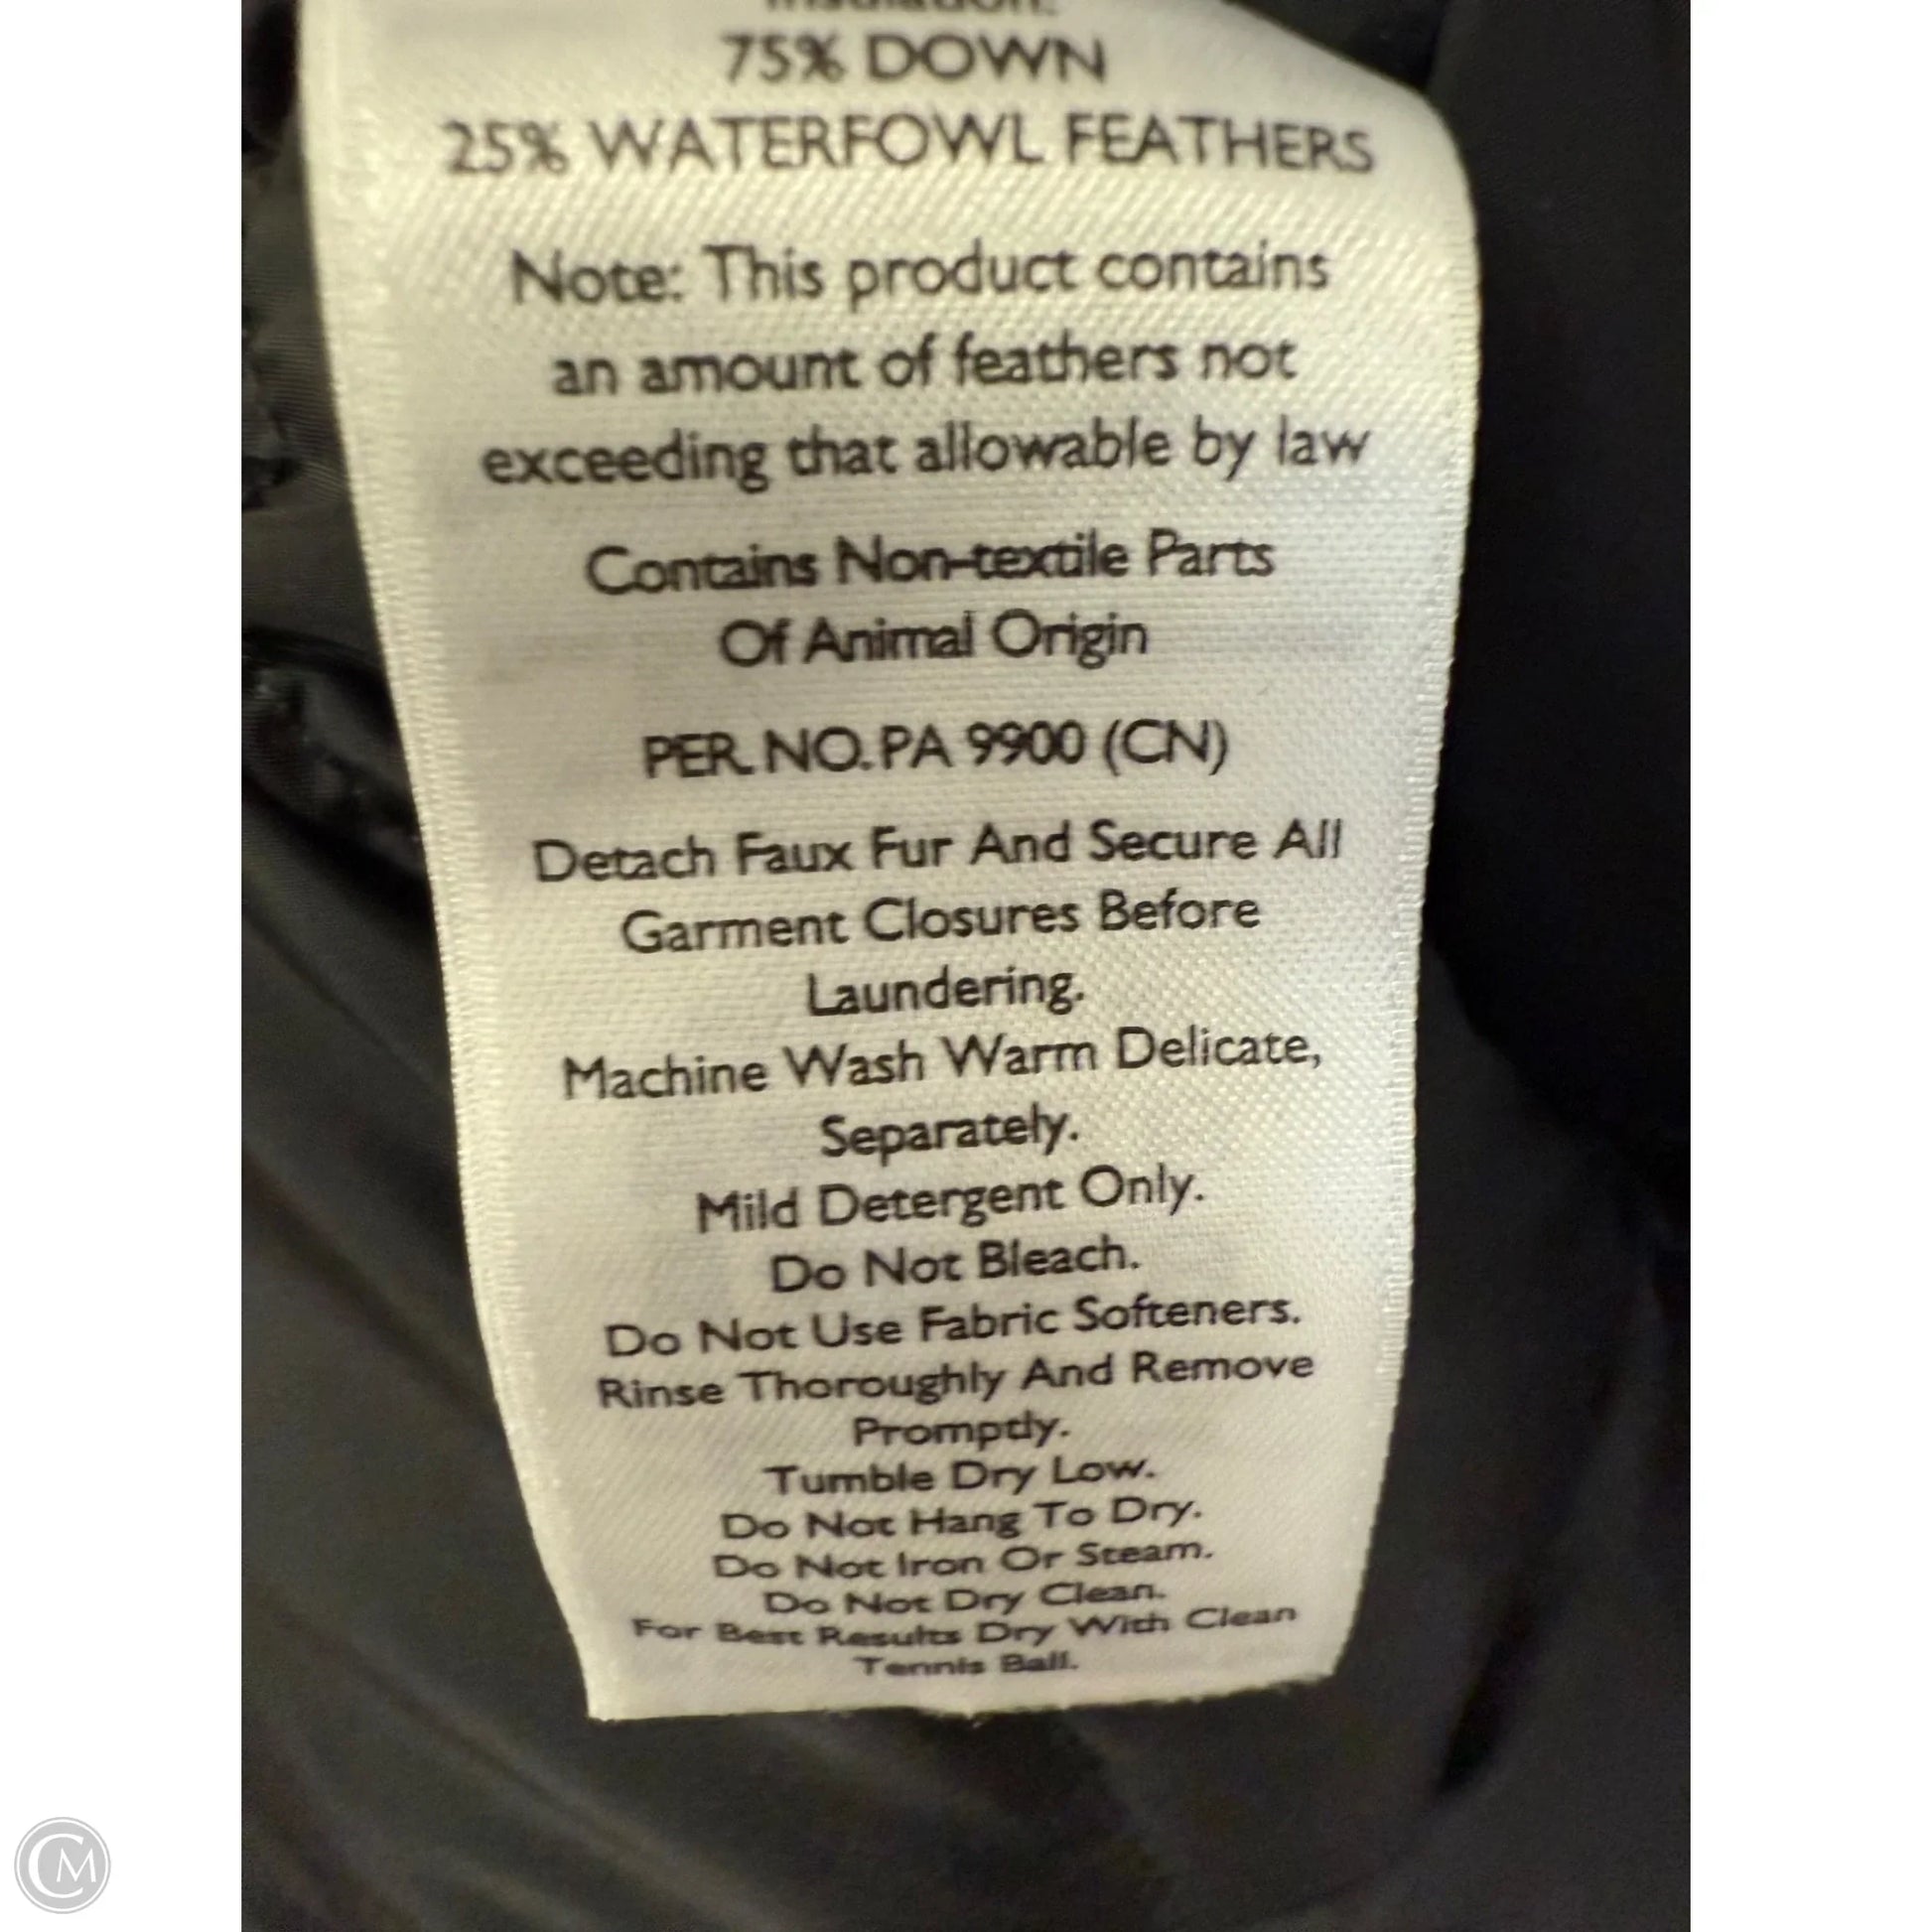 Insulation:
75% DOWN
25% WATERFOWL FEATHERS
Note: This product contains
an amount of feathers not
exceeding that allowable by law
Contains Non-textile Parts
Of Animal Origin
PER. NO. PA 9900 (CN)
Detach Faux Fur And Secure All
Garment Closures Before
Laundering.
Machine Wash Warm Delicate,
Separately.
Mild Detergent Only.
Do Not Bleach.
Do Not Use Fabric Softeners.
Rinse Thoroughly And Remove
Promptly.
Tumble Dry Low.
Do Not Hang To Dry.
Do Not Iron Or Steam.
Do Not Dry Clean.
For Best Results Dry With Clean
Tennis Ball.
CM